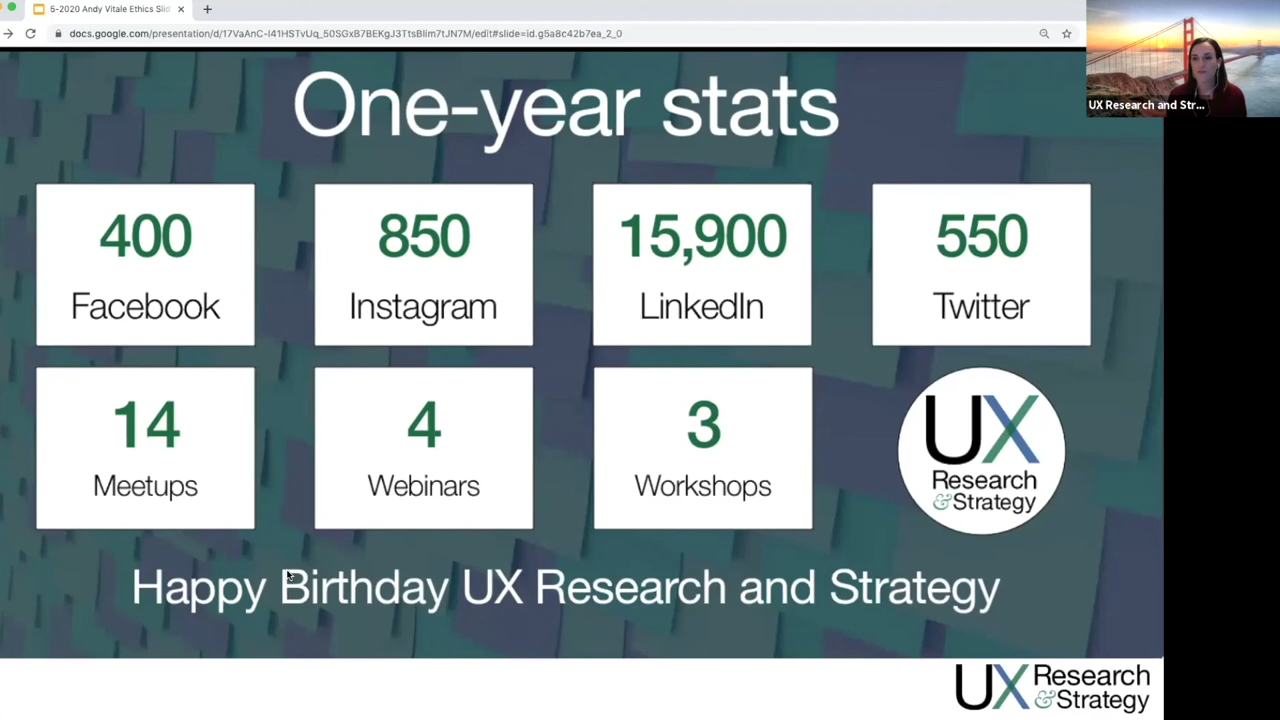 5-2020 Andy Vitale Ethics Slid
docs.google.com/presentation/d/17VaAnC-I41HSTvUq_50SGxB7BEKgJ3TtsBlim7tJN7M/edit#slide=id.g5a8c42b7ea_2_0
UX Research and Str...
One-year stats
400
Facebook
850
Instagram
15,900
LinkedIn
550
Twitter
14
Meetups
4
Webinars
3
Workshops
UX
Research
&Strategy
Happy Birthday UX Research and Strategy
UX Research
&Strategy